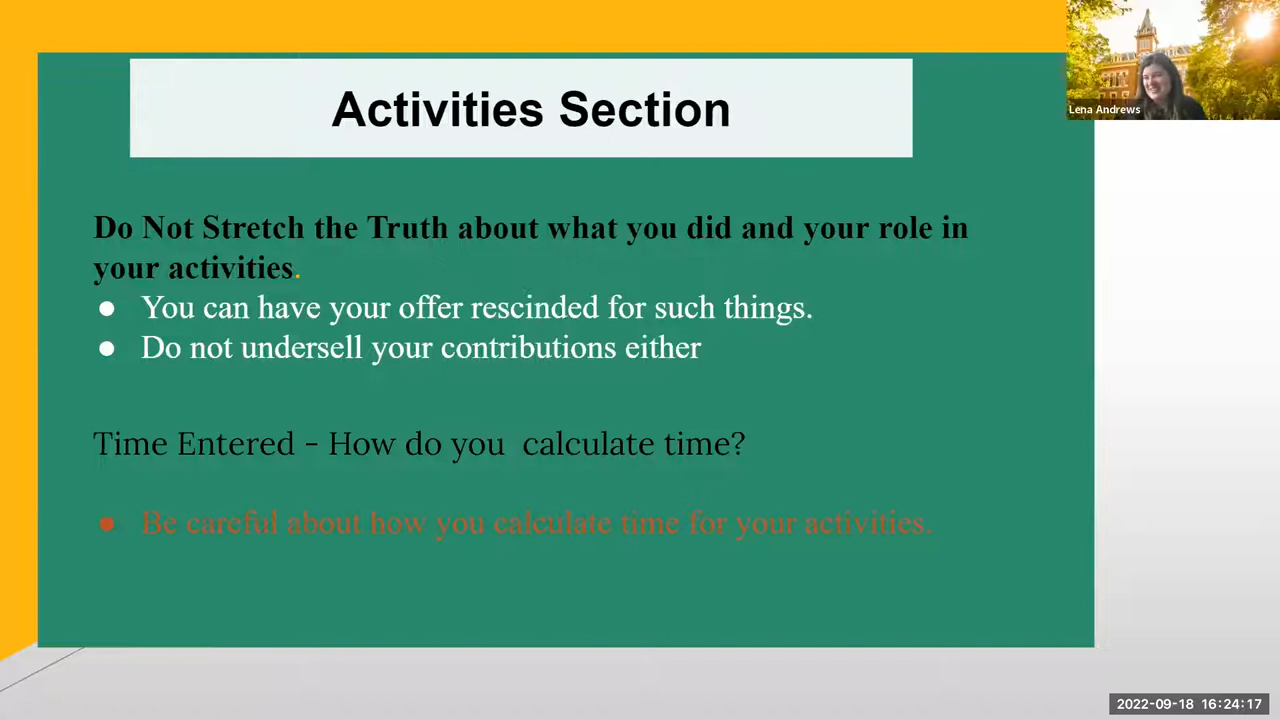 Activities Section
Lena Andrews
Do Not Stretch the Truth about what you did and your role in
your activities.
● You can have your offer rescinded for such things.
● Do not undersell your contributions either
Time Entered - How do you calculate time?
● Be careful about how you calculate time for your activities.
2022-09-18 16:24:17